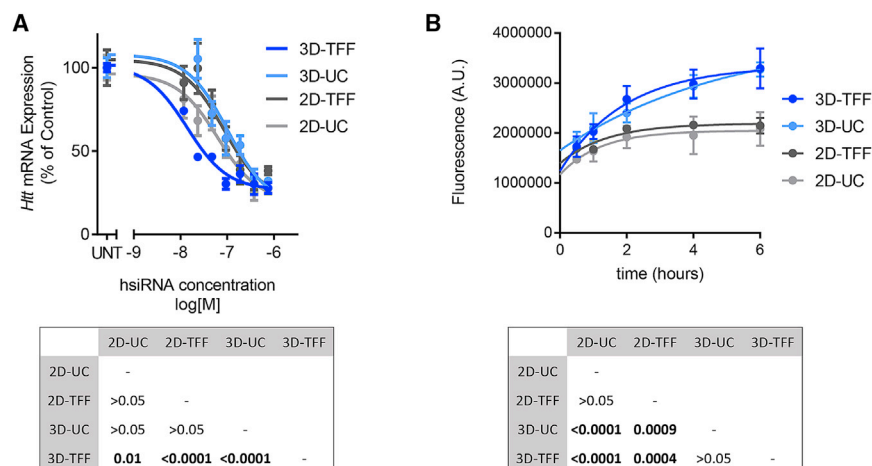 A
Htt mRNA Expression
(% of Control)
100
50
0
UNT -9 -8 -7 -6
hsiRNA concentration
log[M]
3D-TFF
3D-UC
2D-TFF
2D-UC
2D-UC 2D-TFF 3D-UC 3D-TFF
2D-UC -
2D-TFF >0.05 -
3D-UC >0.05 >0.05 -
3D-TFF 0.01 <0.0001 <0.0001 -
B
Fluorescence (A.U.)
4000000
3000000
2000000
1000000
0
0 2 4 6
time (hours)
3D-TFF
3D-UC
2D-TFF
2D-UC
2D-UC 2D-TFF 3D-UC 3D-TFF
2D-UC -
2D-TFF >0.05 -
3D-UC <0.0001 0.0009 -
3D-TFF <0.0001 0.0004 >0.05 -